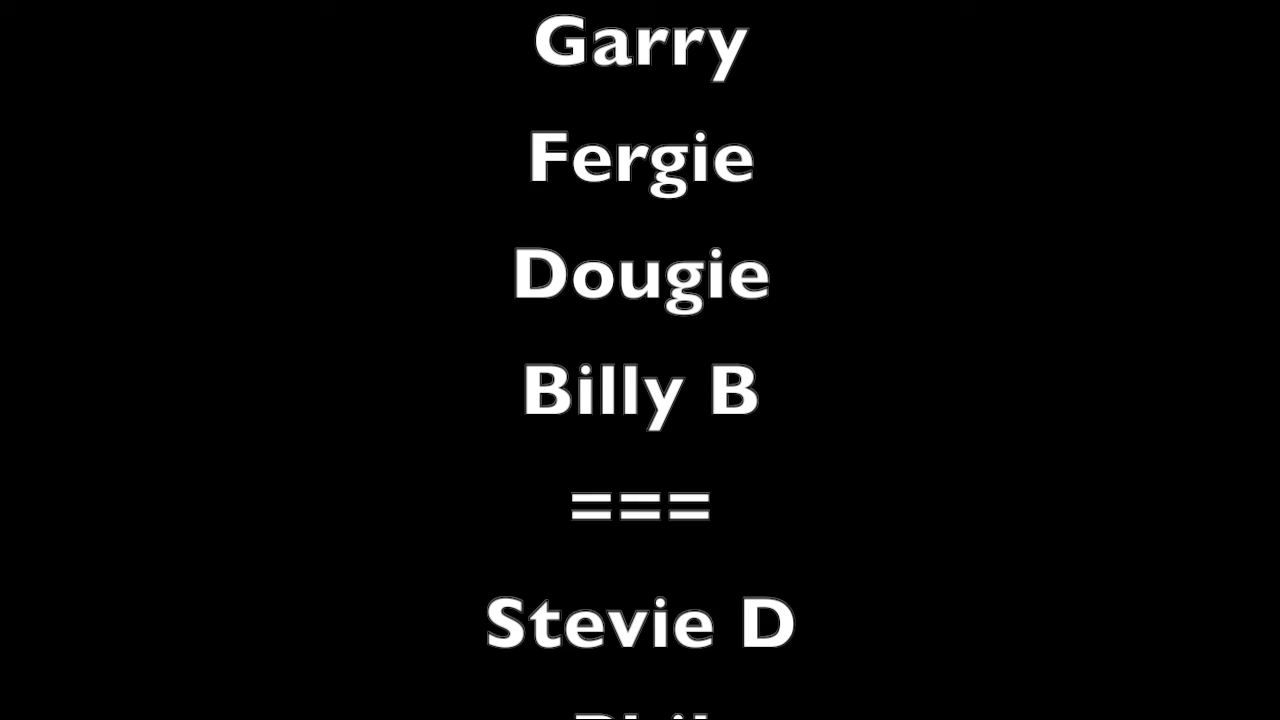 Garry
Fergie
Dougie
Billy B
===
Stevie D